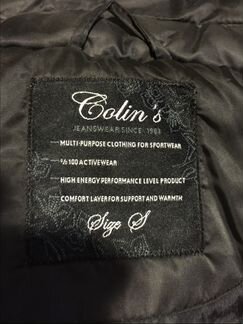 Colin's
JEANSWEAR SINCE 1983
MULTI-PURPOSE CLOTHING FOR SPORTWEAR
%100 ACTIVEWEAR
HIGH ENERGY PERFORMANCE LEVEL PRODUCT
COMFORT LAYER FOR SUPPORT AND WARMTH
Size S